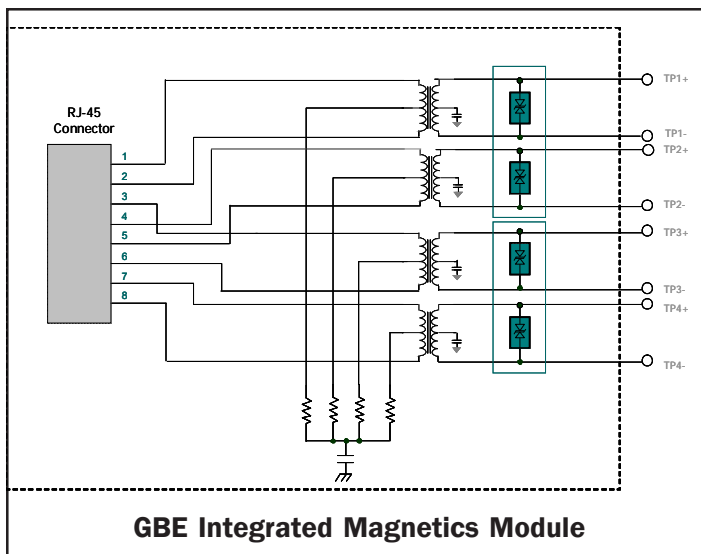 RJ-45
Connector
1
2
3
4
5
6
7
8
TP1+
TP1-
TP2+
TP2-
TP3+
TP3-
TP4+
TP4-
GBE Integrated Magnetics Module